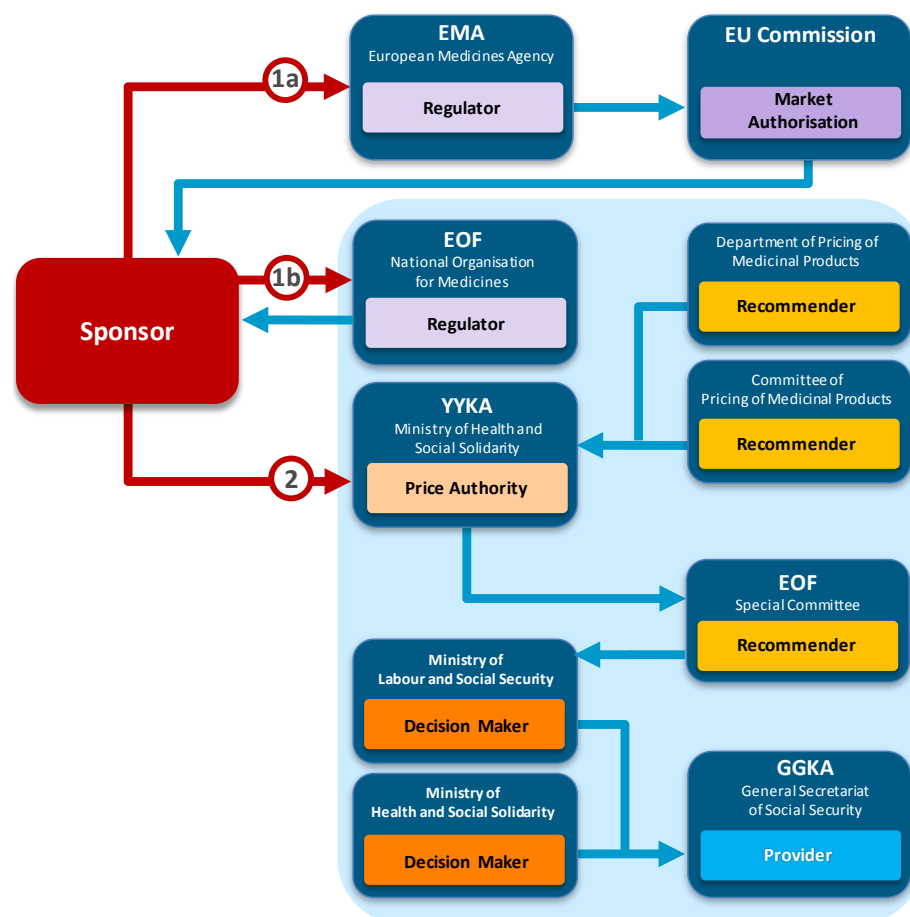 EMA
European Medicines Agency
Regulator
EU Commission
Market
Authorisation
1a
Sponsor
1b
EOF
National Organisation
for Medicines
Regulator
Department of Pricing of
Medicinal Products
Recommender
Committee of
Pricing of Medicinal Products
Recommender
YYKA
Ministry of Health and
Social Solidarity
Price Authority
2
EOF
Special Committee
Recommender
Ministry of
Labour and Social Security
Decision Maker
Ministry of
Health and Social Solidarity
Decision Maker
GGKA
General Secretariat
of Social Security
Provider